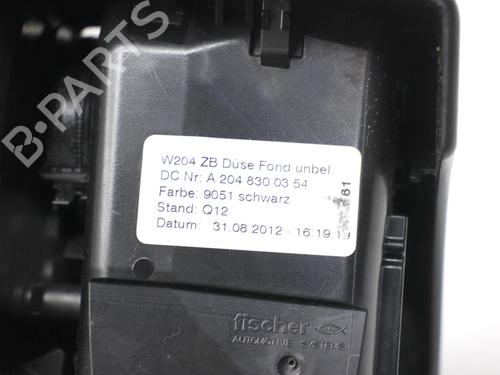 B-PARTS
W204 ZB Düse Fond unbel.
DC Nr: A 204 830 03 54
Farbe: 9051 schwarz
Stand: Q12
Datum: 31.08.2012 - 16:19:19
81
fischer
AUTOMOTIVE SYSTEMS